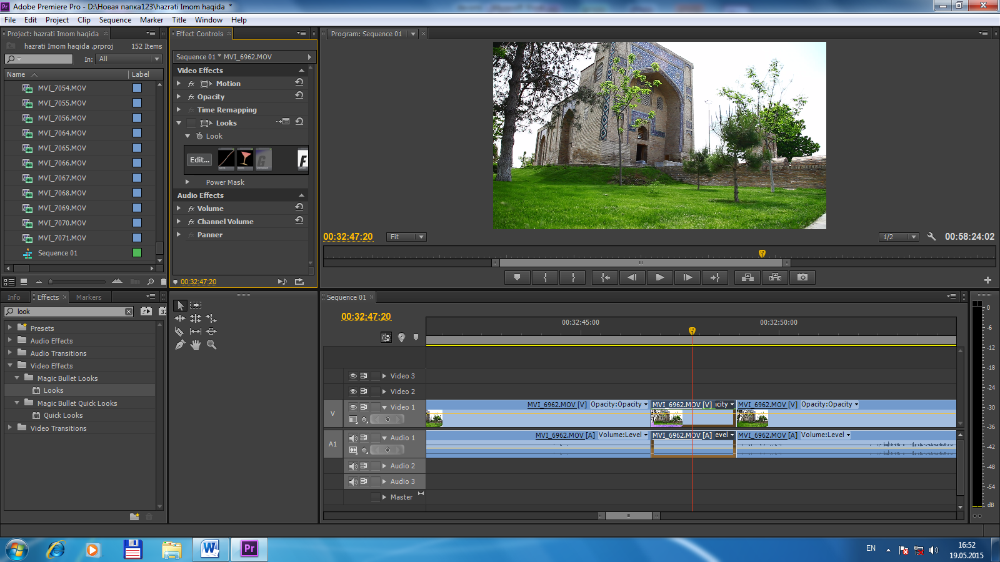 Adobe Premiere Pro - D:\Новая папка123\hazrati Imom haqida *
File Edit Project Clip Sequence Marker Title Window Help
Project: hazrati Imom haqida
hazrati Imom haqida .prproj 152 Items
In: All
Name Label
MVI_7054.MOV
MVI_7055.MOV
MVI_7056.MOV
MVI_7064.MOV
MVI_7065.MOV
MVI_7066.MOV
MVI_7067.MOV
MVI_7068.MOV
MVI_7069.MOV
MVI_7070.MOV
MVI_7071.MOV
Sequence 01
Effect Controls
Sequence 01 * MVI_6962.MOV
Video Effects
fx Motion
fx Opacity
fx Time Remapping
Looks
Look
Edit...
Power Mask
Audio Effects
fx Volume
fx Channel Volume
fx Panner
00:32:47:20
Program: Sequence 01
00:32:47:20 Fit 1/2 00:58:24:02
Info Effects Markers
look
Presets
Audio Effects
Audio Transitions
Video Effects
Magic Bullet Looks
Looks
Magic Bullet Quick Looks
Quick Looks
Video Transitions
Sequence 01
00:32:47:20
00:32:45:00 00:32:50:00
Video 3
Video 2
V Video 1
MVI_6962.MOV [V] Opacity:Opacity MVI_6962.MOV [V] icity MVI_6962.MOV [V] Opacity:Opacity
A1 Audio 1
MVI_6962.MOV [A] Volume:Level MVI_6962.MOV [A] evel MVI_6962.MOV [A] Volume:Level
Audio 2
Audio 3
Master
0
-6
-12
-18
-24
-30
-36
-42
-48
-54
dB
EN 16:52
19.05.2015